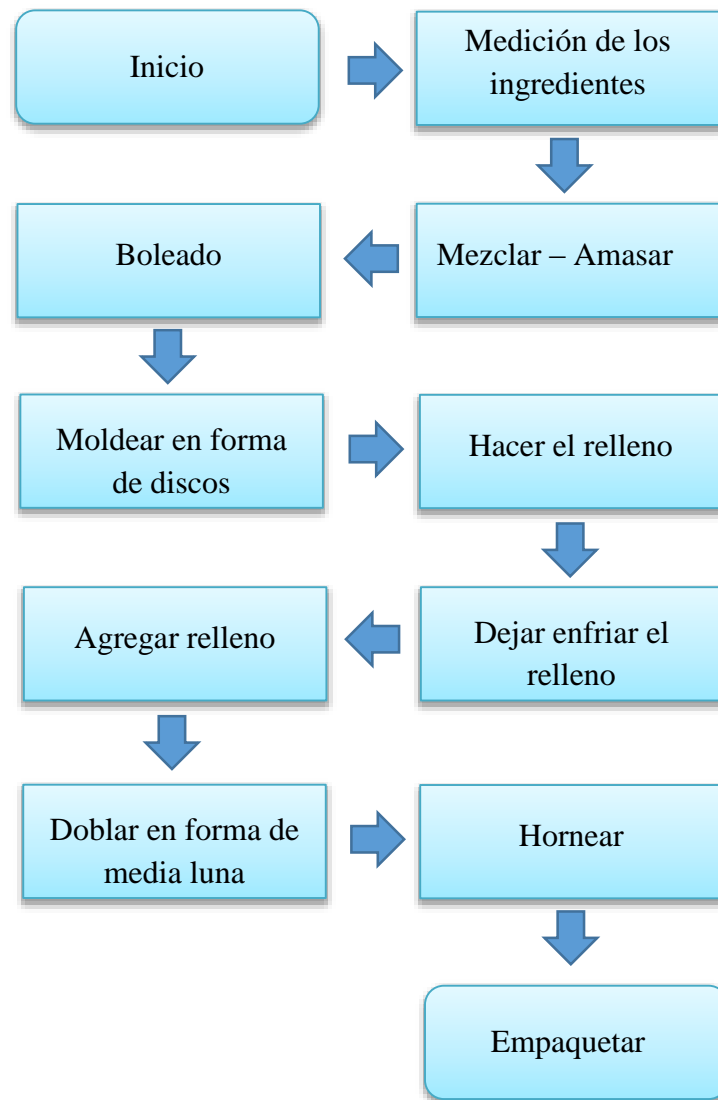 Inicio
Medición de los
ingredientes
Mezclar – Amasar
Boleado
Moldear en forma
de discos
Hacer el relleno
Dejar enfriar el
relleno
Agregar relleno
Doblar en forma de
media luna
Hornear
Empaquetar